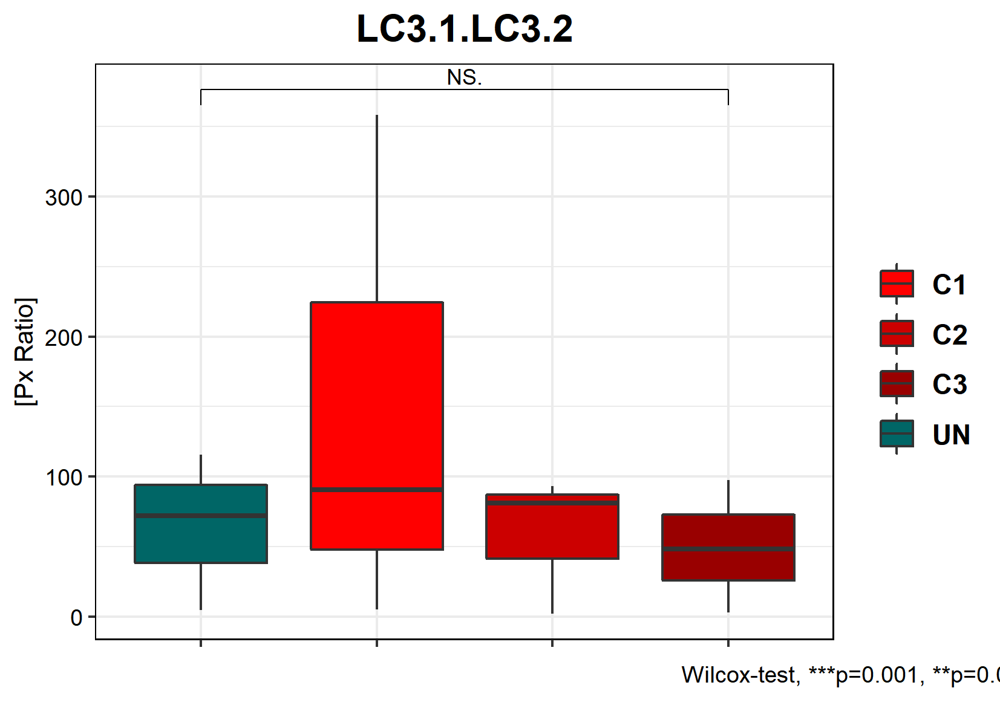 LC3.1.LC3.2
NS.
300
200
100
0
[Px Ratio]
C1
C2
C3
UN
Wilcox-test, ***p=0.001, **p=0.0